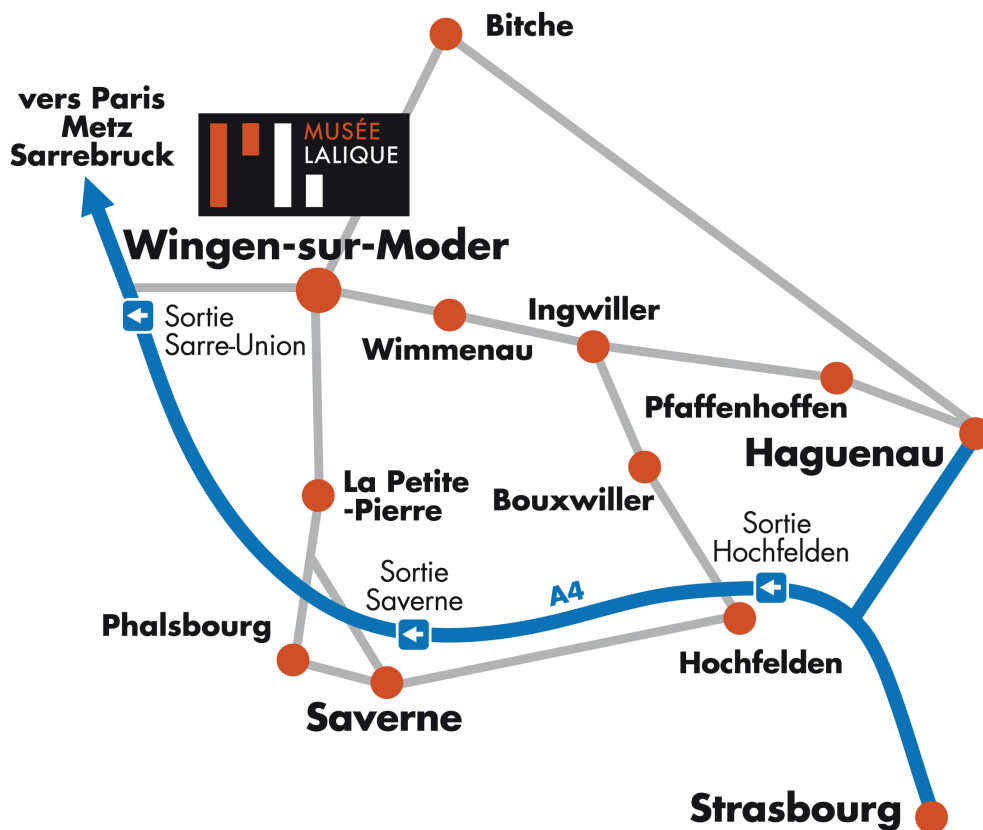 Bitche
vers Paris
Metz
Sarrebruck
MUSÉE
LALIQUE
Wingen-sur-Moder
Sortie
Sarre-Union
Ingwiller
Wimmenau
Pfaffenhoffen
Haguenau
La Petite
-Pierre
Bouxwiller
Sortie
Hochfelden
Sortie
Saverne
A4
Phalsbourg
Hochfelden
Saverne
Strasbourg